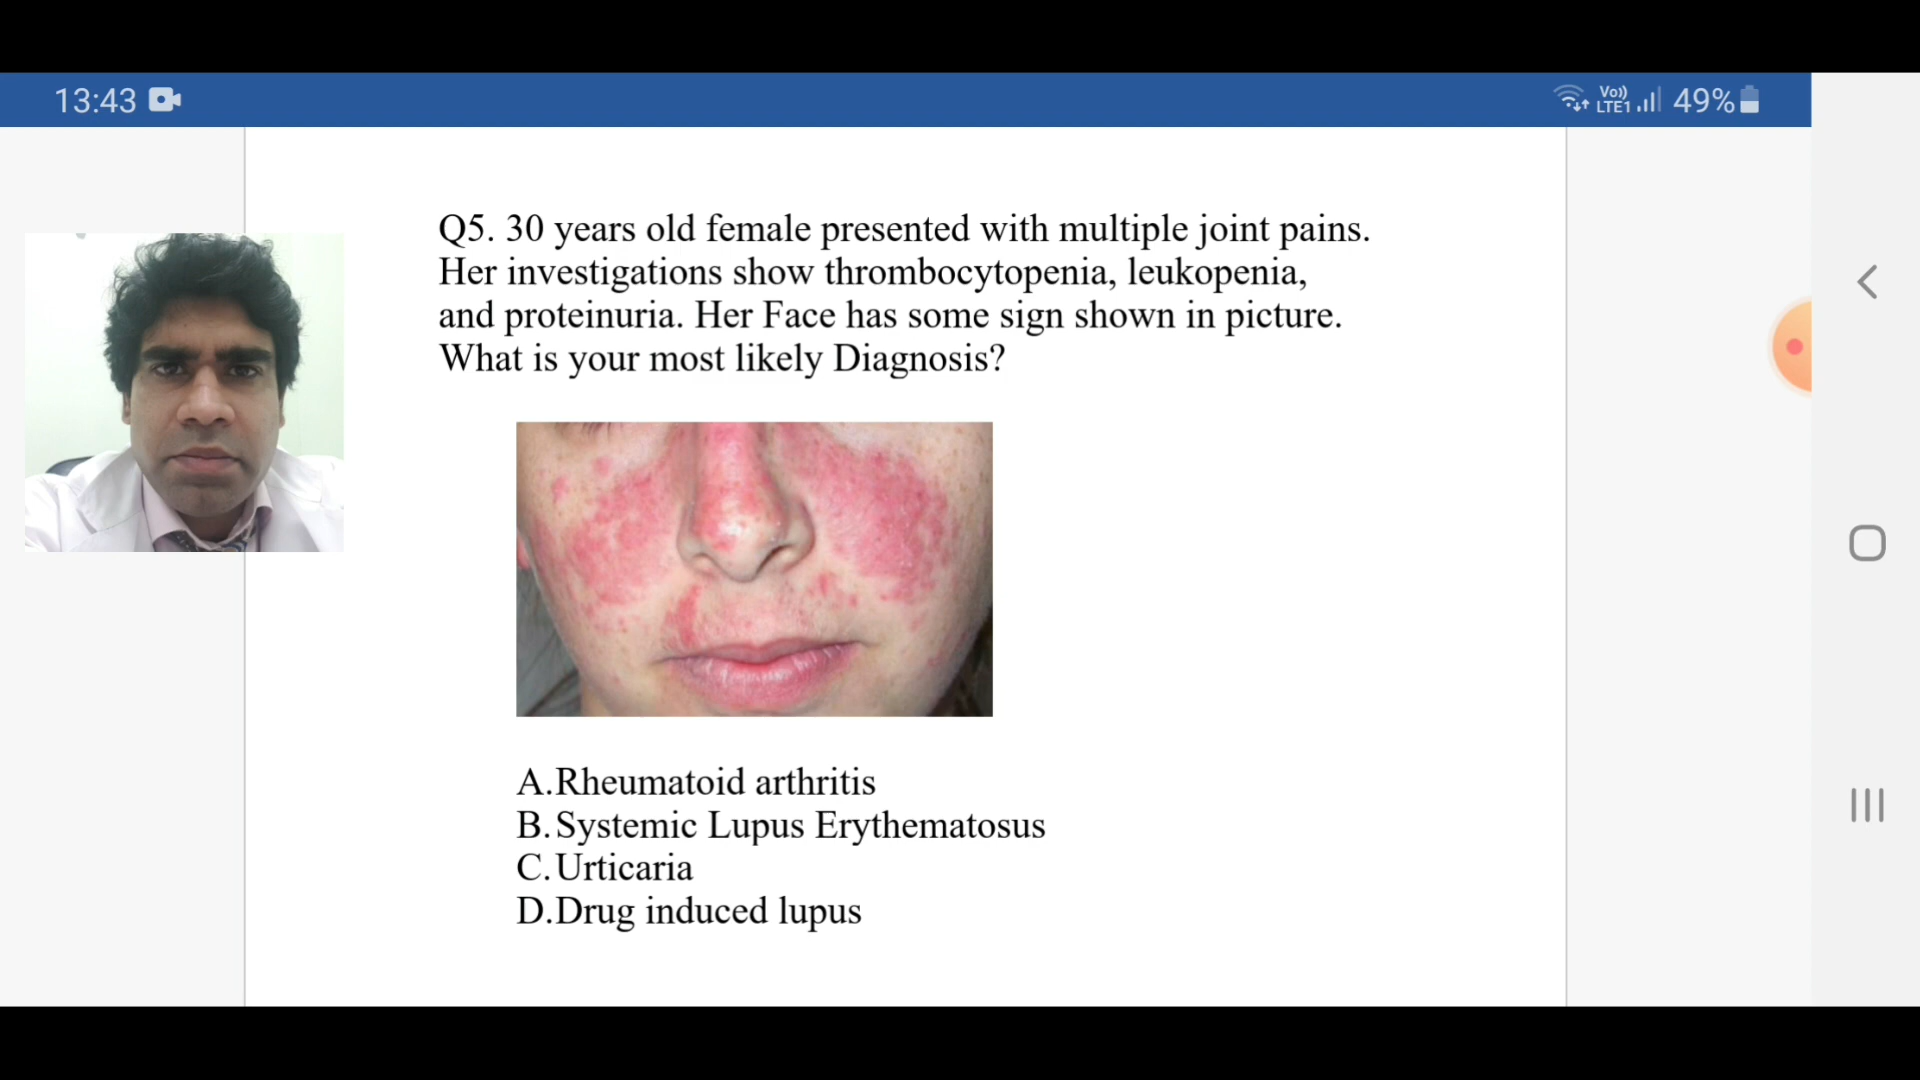 13:43
Vo))
LTE1
49%
Q5. 30 years old female presented with multiple joint pains.
Her investigations show thrombocytopenia, leukopenia,
and proteinuria. Her Face has some sign shown in picture.
What is your most likely Diagnosis?
A.Rheumatoid arthritis
B.Systemic Lupus Erythematosus
C.Urticaria
D.Drug induced lupus